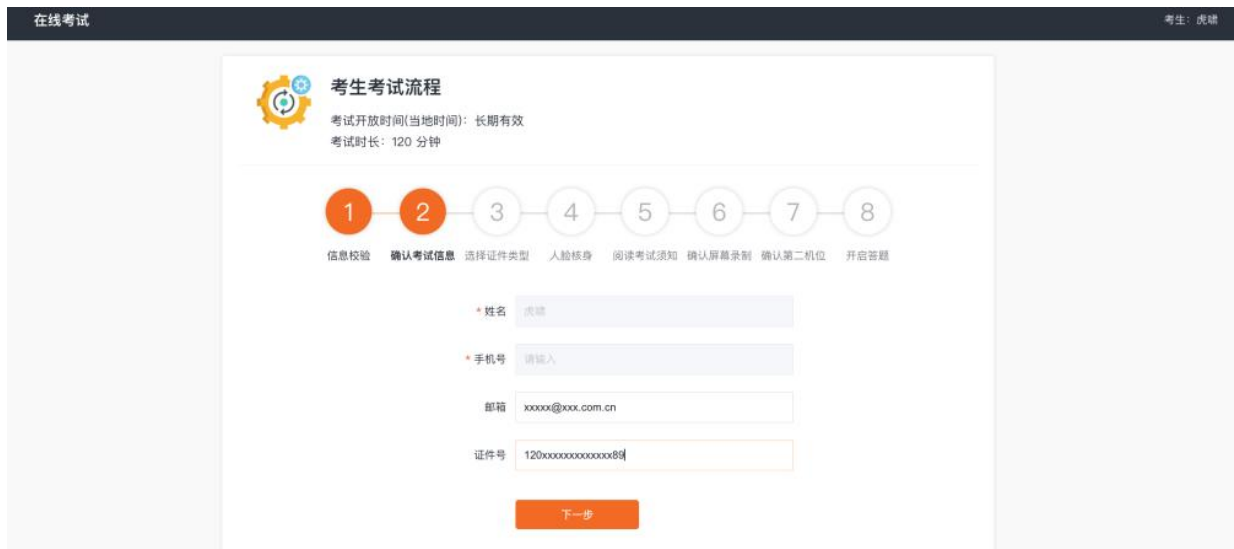 在线考试
考生：虎啸
考生考试流程
考试开放时间(当地时间)：长期有效
考试时长：120 分钟
1 2 3 4 5 6 7 8
信息校验 确认考试信息 选择证件类型 人脸核身 阅读考试须知 确认屏幕录制 确认第二机位 开启答题
* 姓名 虎啸
* 手机号 请输入
邮箱 xxxxx@xxx.com.cn
证件号 120xxxxxxxxxxxxx89
下一步